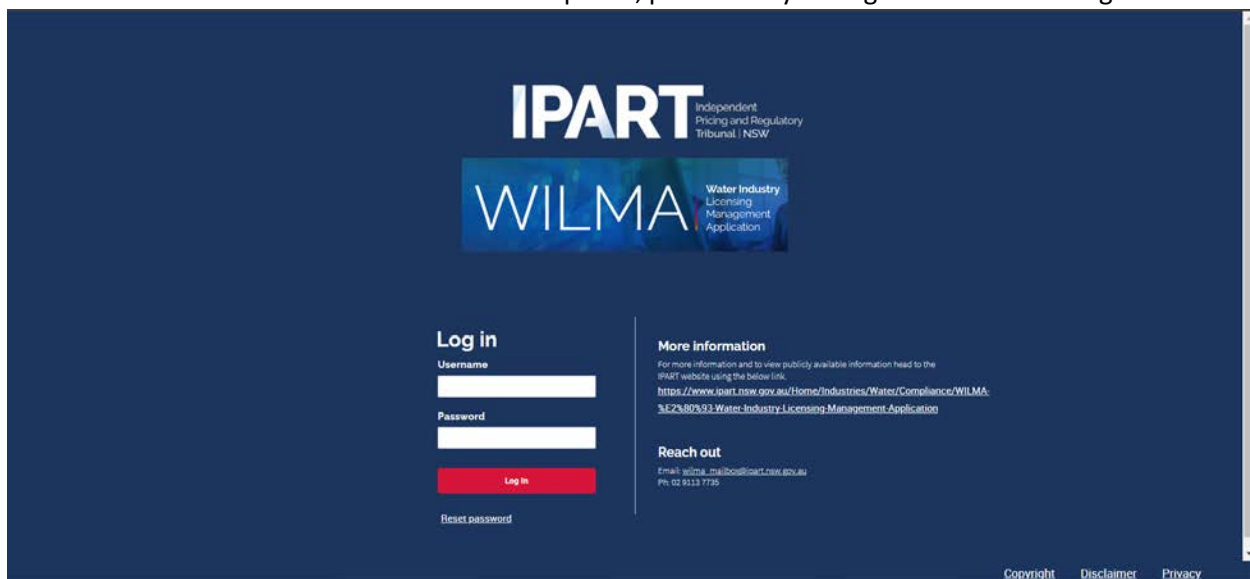 IPART
Independent
Pricing and Regulatory
Tribunal | NSW
WILMA
Water Industry
Licensing
Management
Application
Log in
Username
Password
Log In
Reset password
More information
For more information and to view publicly available information head to the
IPART website using the below link.
https://www.ipart.nsw.gov.au/Home/Industries/Water/Compliance/WILMA-
%E2%80%93-Water-Industry-Licensing-Management-Application
Reach out
Email: wilma_mailbox@ipart.nsw.gov.au
Ph: 02 9113 7735
Copyright Disclaimer Privacy